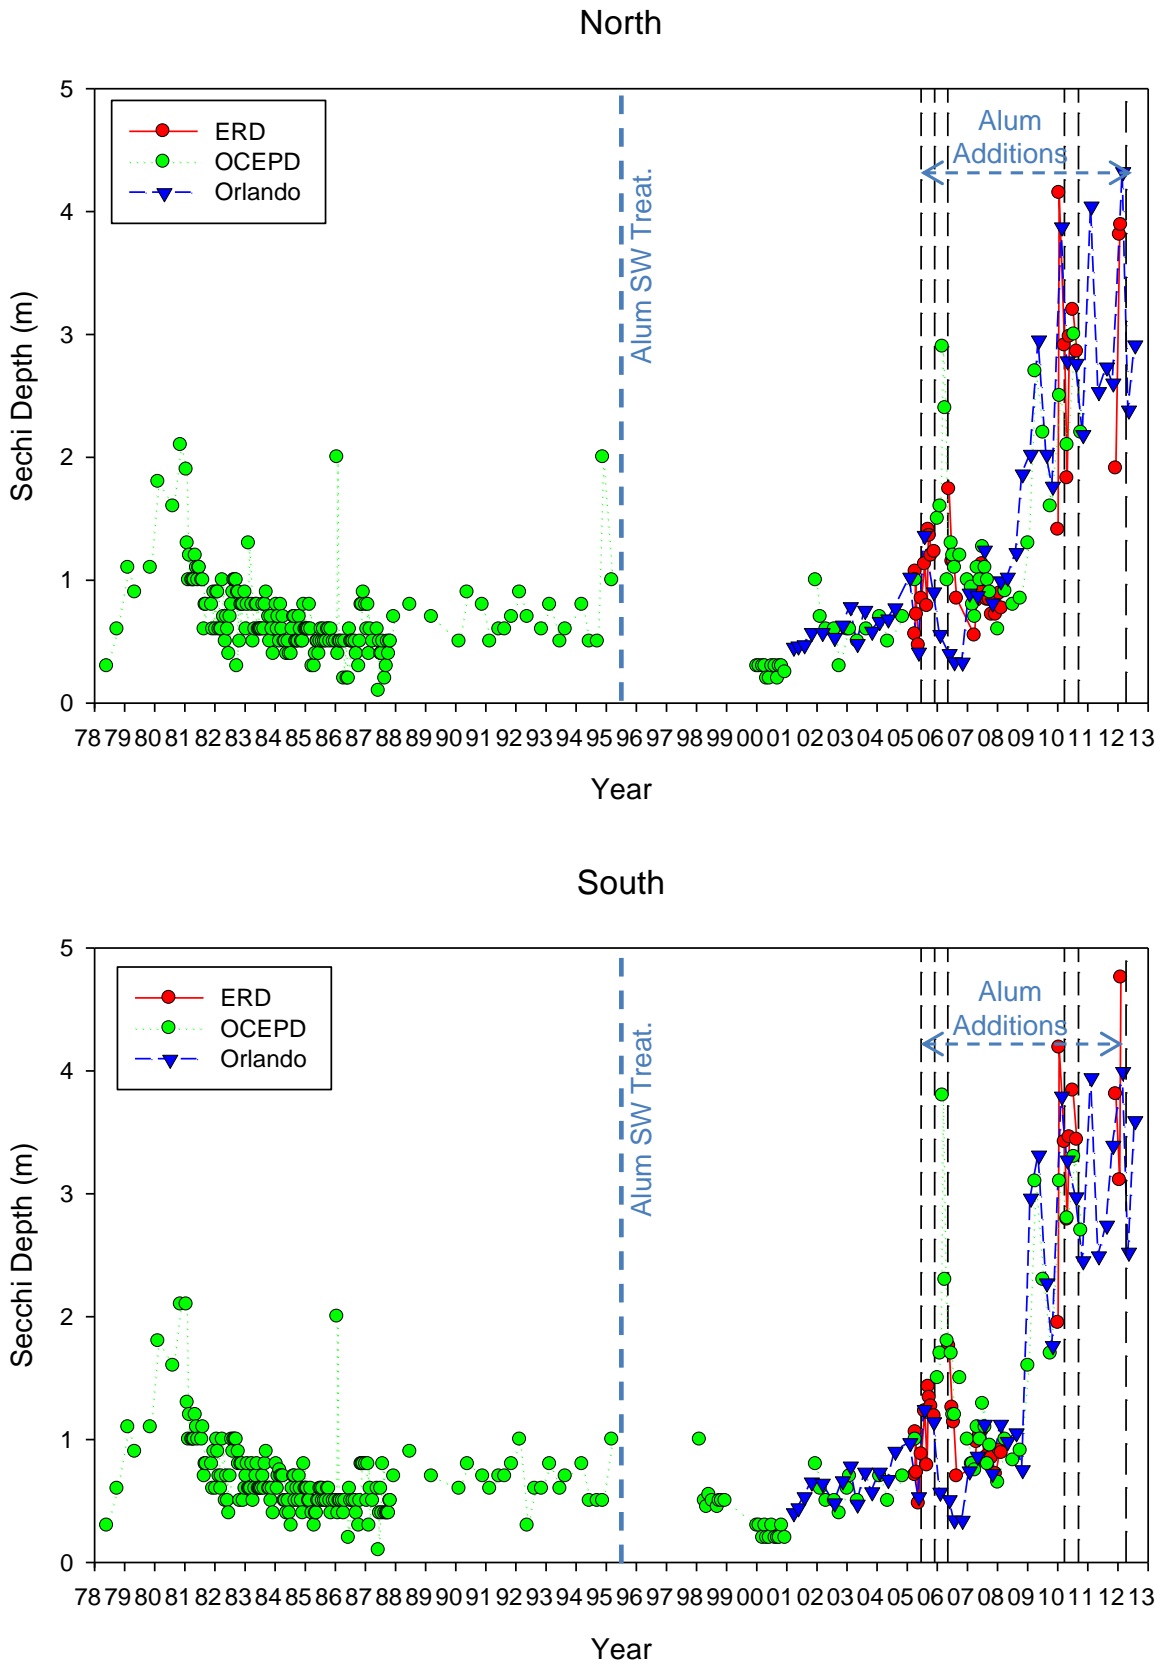 North
5
4
3
2
1
0
Sechi Depth (m)
ERD
OCEPD
Orlando
Alum SW Treat.
Alum
Additions
78 79 80 81 82 83 84 85 86 87 88 89 90 91 92 93 94 95 96 97 98 99 00 01 02 03 04 05 06 07 08 09 10 11 12 13
Year
South
5
4
3
2
1
0
Secchi Depth (m)
ERD
OCEPD
Orlando
Alum SW Treat.
Alum
Additions
78 79 80 81 82 83 84 85 86 87 88 89 90 91 92 93 94 95 96 97 98 99 00 01 02 03 04 05 06 07 08 09 10 11 12 13
Year